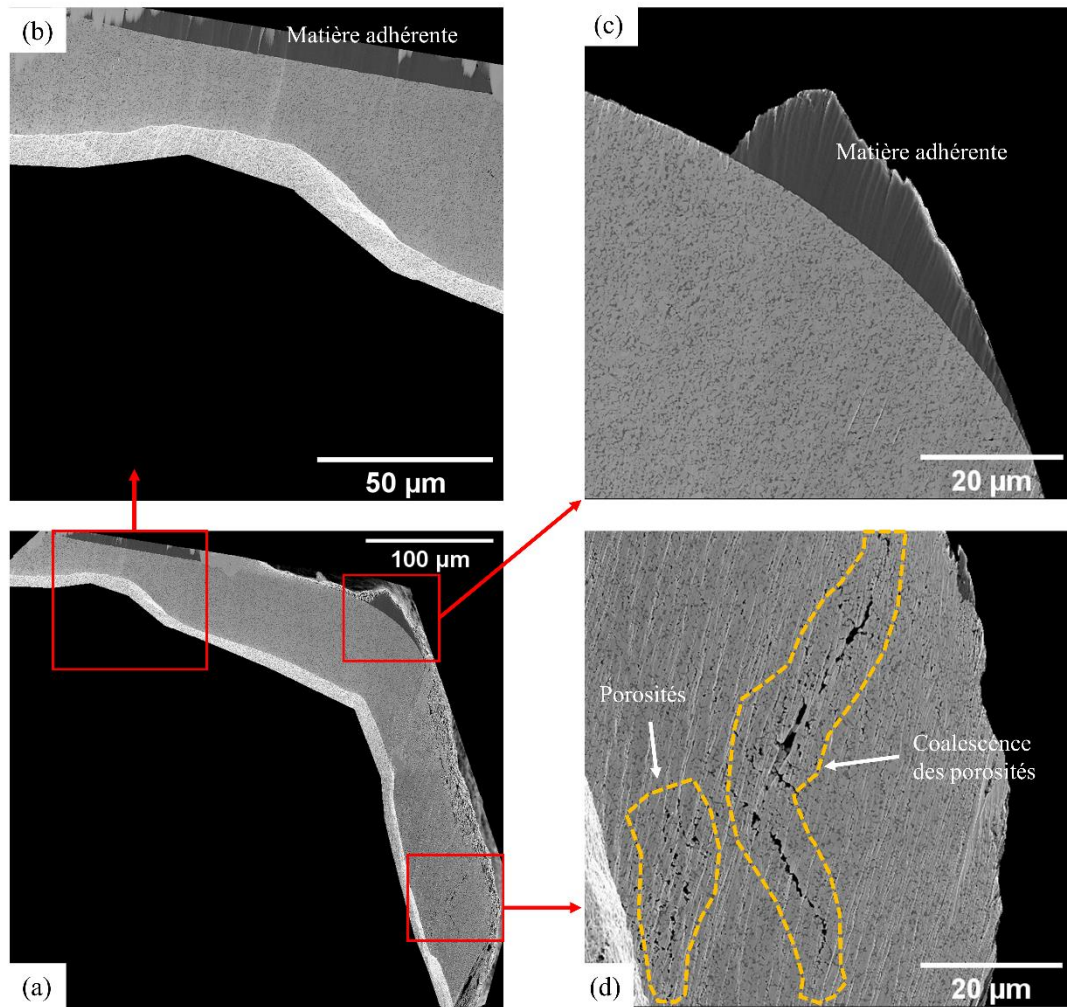 (b)
Matière adhérente
50 µm
(c)
Matière adhérente
20 µm
100 µm
(a)
Porosités
Coalescence
des porosités
(d)
20 µm